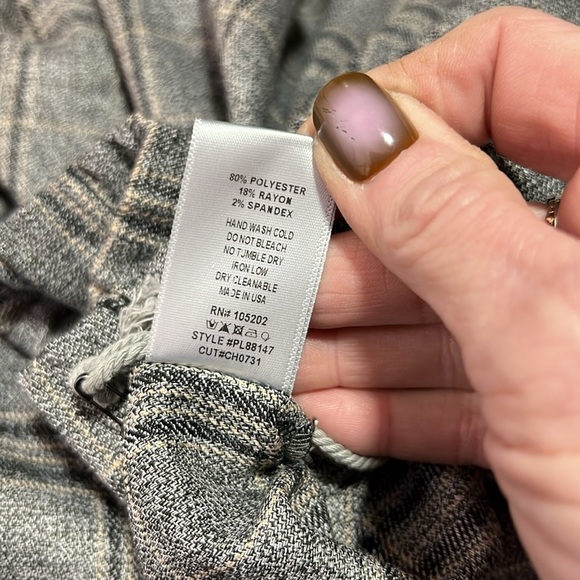 80% POLYESTER
18% RAYON
2% SPANDEX
HAND WASH COLD
DO NOT BLEACH
NO TUMBLE DRY
IRON LOW
DRY CLEANABLE
MADE IN USA
RN# 105202
STYLE #PL88147
CUT#CH0731